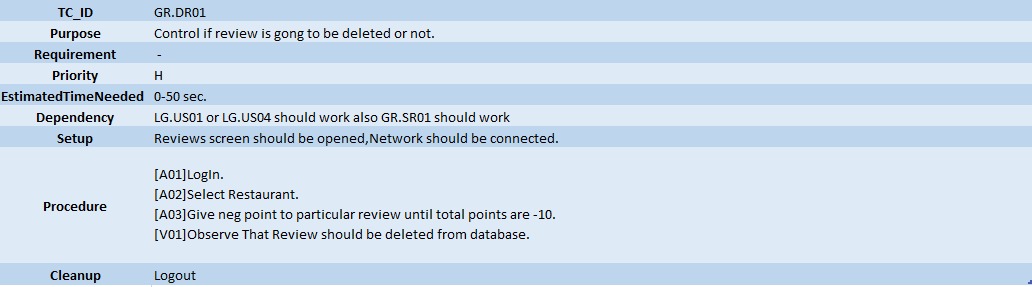 TC_ID GR.DR01
Purpose Control if review is gong to be deleted or not.
Requirement -
Priority H
EstimatedTimeNeeded 0-50 sec.
Dependency LG.US01 or LG.US04 should work also GR.SR01 should work
Setup Reviews screen should be opened,Network should be connected.
Procedure
[A01]LogIn.
[A02]Select Restaurant.
[A03]Give neg point to particular review until total points are -10.
[V01]Observe That Review should be deleted from database.
Cleanup Logout